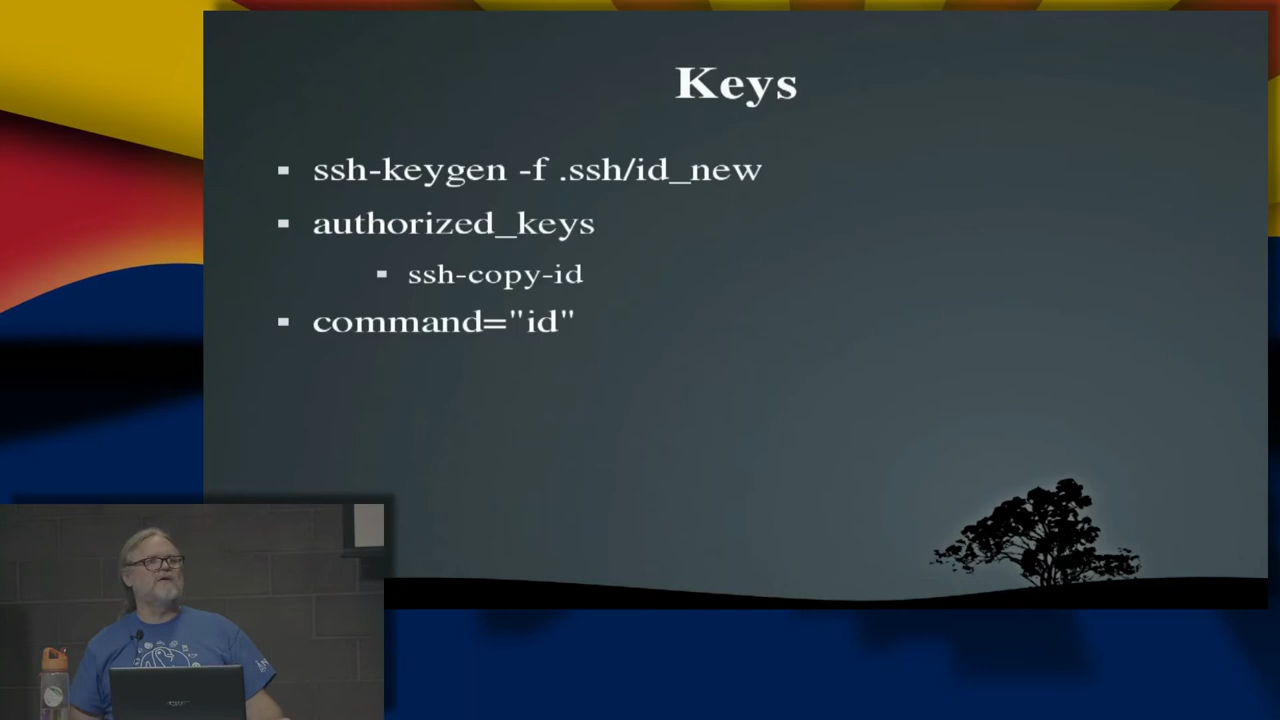 Keys
ssh-keygen -f .ssh/id_new
authorized_keys
ssh-copy-id
command="id"